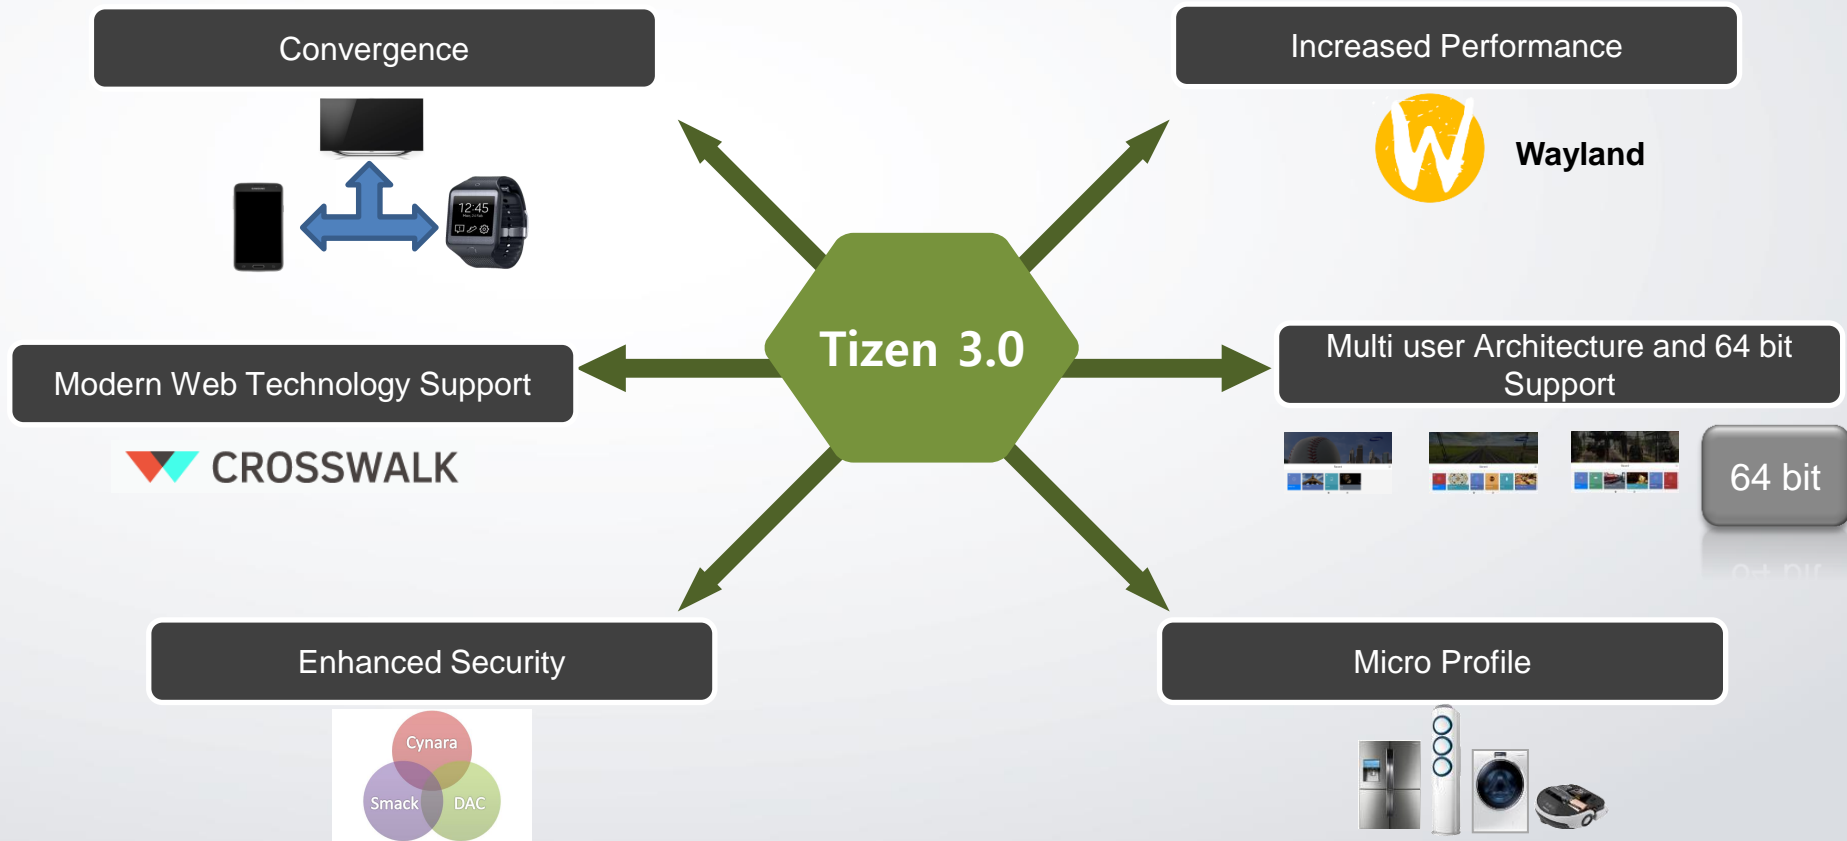 Convergence
Increased Performance
12:45
Wayland
Tizen 3.0
Modern Web Technology Support
Multi user Architecture and 64 bit
Support
CROSSWALK
64 bit
Enhanced Security
Micro Profile
Cynara
Smack
DAC